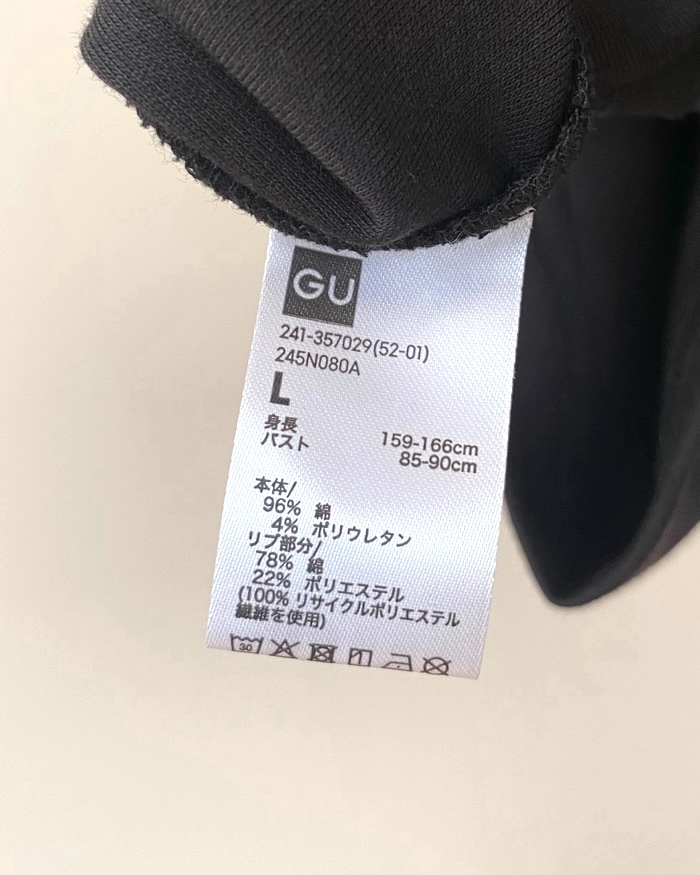 GU
241-357029(52-01)
245N080A
L
身長 159-166cm
バスト 85-90cm
本体/
96% 綿
4% ポリウレタン
リブ部分/
78% 綿
22% ポリエステル
(100% リサイクルポリエステル
繊維を使用)
30